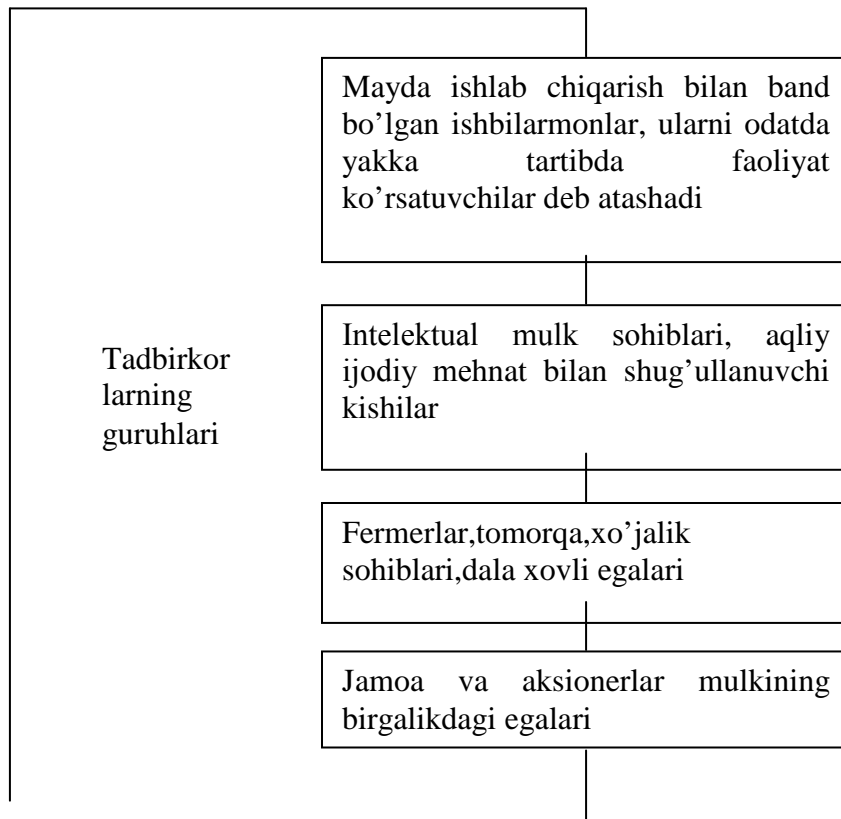 Mayda ishlab chiqarish bilan band
bo’lgan ishbilarmonlar, ularni odatda
yakka tartibda faoliyat
ko’rsatuvchilar deb atashadi
Tadbirkor
larning
guruhlari
Intelektual mulk sohiblari, aqliy
ijodiy mehnat bilan shug’ullanuvchi
kishilar
Fermerlar,tomorqa,xo’jalik
sohiblari,dala xovli egalari
Jamoa va aksionerlar mulkining
birgalikdagi egalari